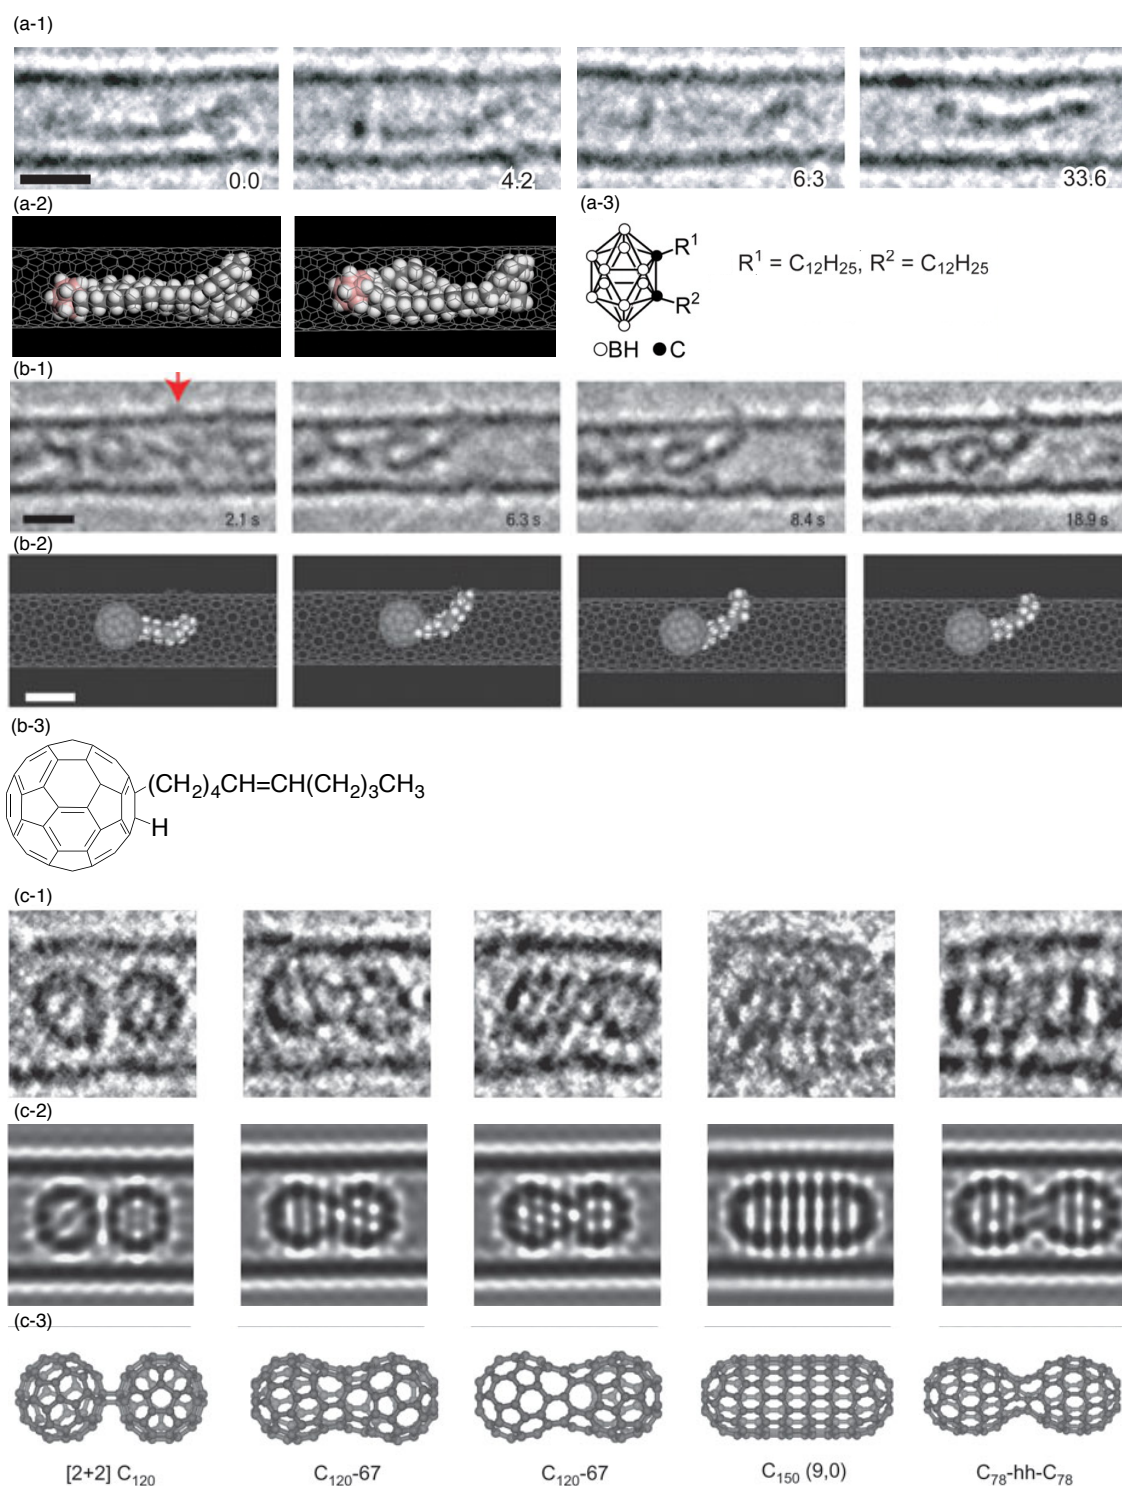 (a-1)
0.0 4.2 6.3 33.6
(a-2) (a-3)
R¹
R¹ = C₁₂H₂₅, R² = C₁₂H₂₅
R²
○BH ●C
(b-1)
2.1 s 6.3 s 8.4 s 18.9 s
(b-2)
(b-3)
(CH₂)₄CH=CH(CH₂)₃CH₃
H
(c-1)
(c-2)
(c-3)
[2+2] C₁₂₀ C₁₂₀-67 C₁₂₀-67 C₁₅₀ (9,0) C₇₈-hh-C₇₈